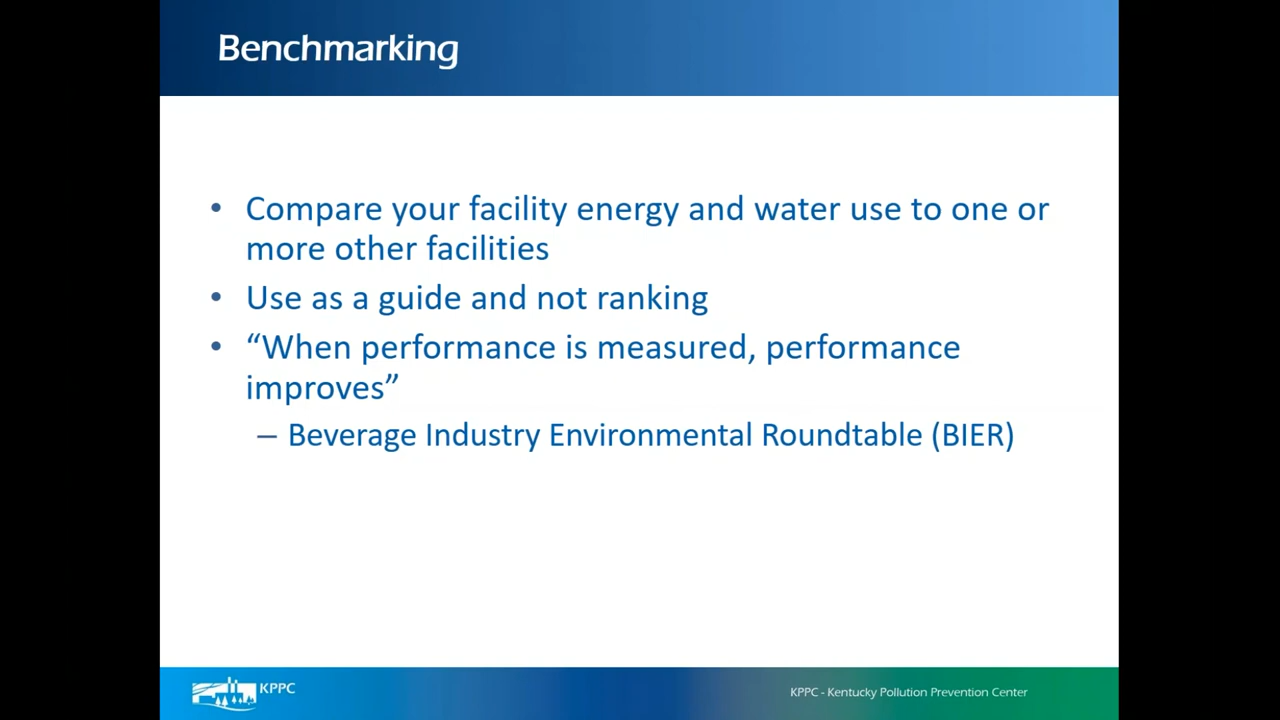 Benchmarking
• Compare your facility energy and water use to one or
more other facilities
• Use as a guide and not ranking
• “When performance is measured, performance
improves”
– Beverage Industry Environmental Roundtable (BIER)
KPPC
KPPC - Kentucky Pollution Prevention Center